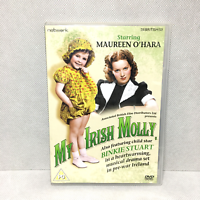 network
Starring
MAUREEN O'HARA
MY IRISH MOLLY
Also featuring child star
BINKIE STUART
in a heartwarming,
musical drama set
in pre-war Ireland
DVD